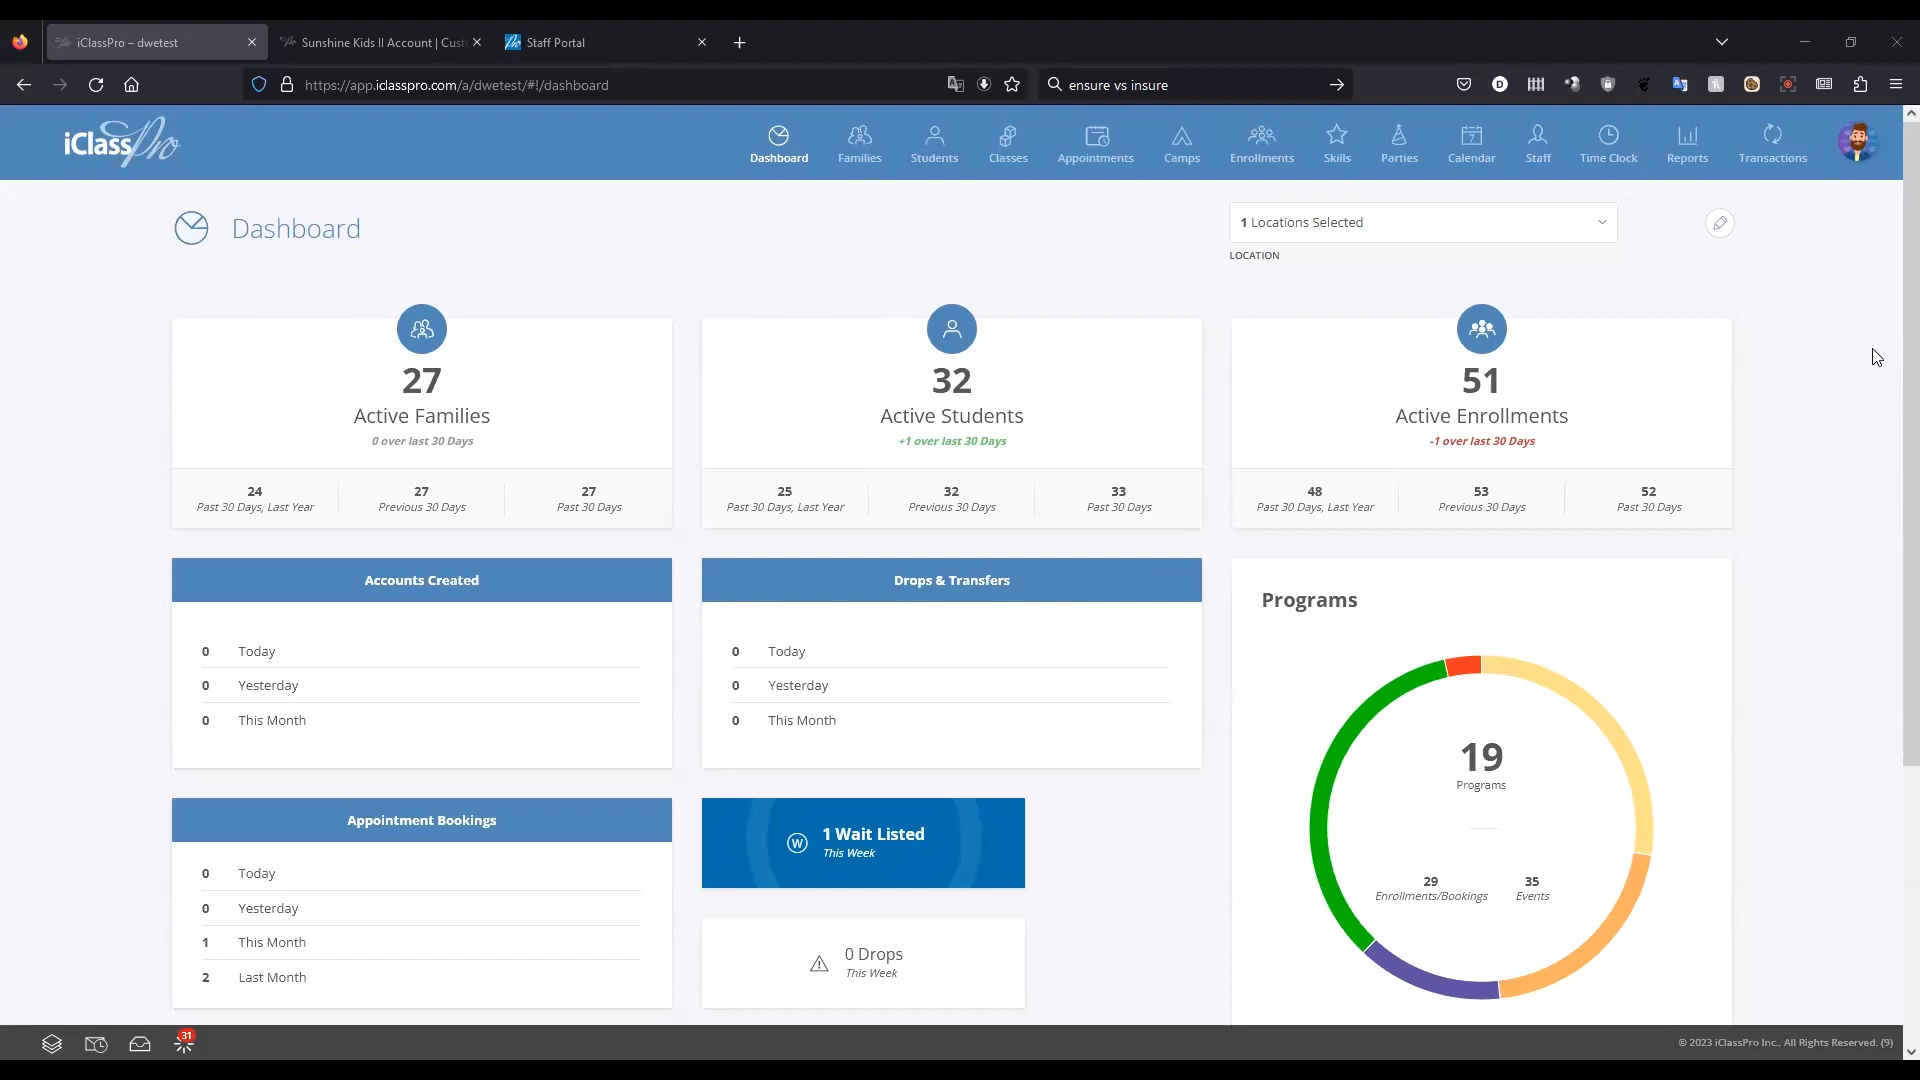 iClassPro – dwetest
Sunshine Kids II Account | Cust
Staff Portal
https://app.iclasspro.com/a/dwetest/#!/dashboard
ensure vs insure
iClassPro
Dashboard
Families
Students
Classes
Appointments
Camps
Enrollments
Skills
Parties
Calendar
Staff
Time Clock
Reports
Transactions
Dashboard
1 Locations Selected
LOCATION
27
Active Families
0 over last 30 Days
24
Past 30 Days, Last Year
27
Previous 30 Days
27
Past 30 Days
32
Active Students
+1 over last 30 Days
25
Past 30 Days, Last Year
32
Previous 30 Days
33
Past 30 Days
51
Active Enrollments
-1 over last 30 Days
48
Past 30 Days, Last Year
53
Previous 30 Days
52
Past 30 Days
Accounts Created
0 Today
0 Yesterday
0 This Month
Drops & Transfers
0 Today
0 Yesterday
0 This Month
Programs
19
Programs
29
Enrollments/Bookings
35
Events
Appointment Bookings
0 Today
0 Yesterday
1 This Month
2 Last Month
W
1 Wait Listed
This Week
0 Drops
This Week
31
© 2023 iClassPro Inc., All Rights Reserved. (9)